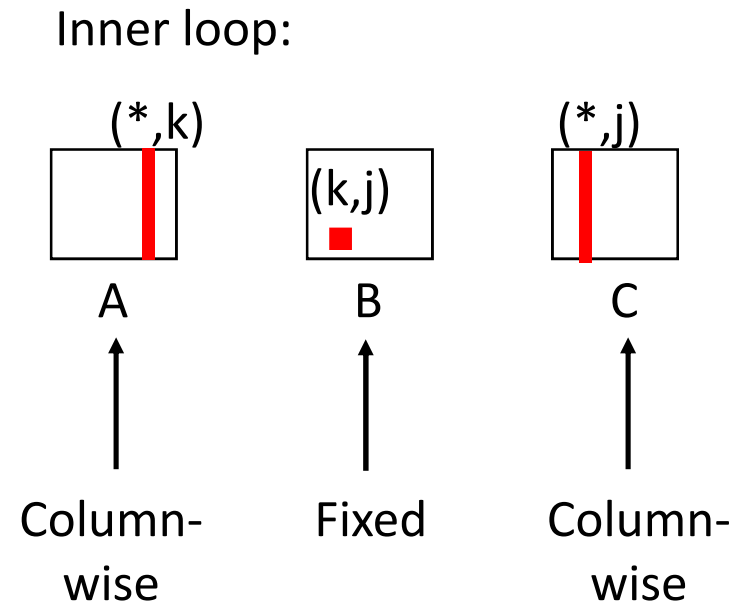 Inner loop:
(*,k)
(*,j)
(k,j)
A
B
C
Column-
wise
Fixed
Column-
wise